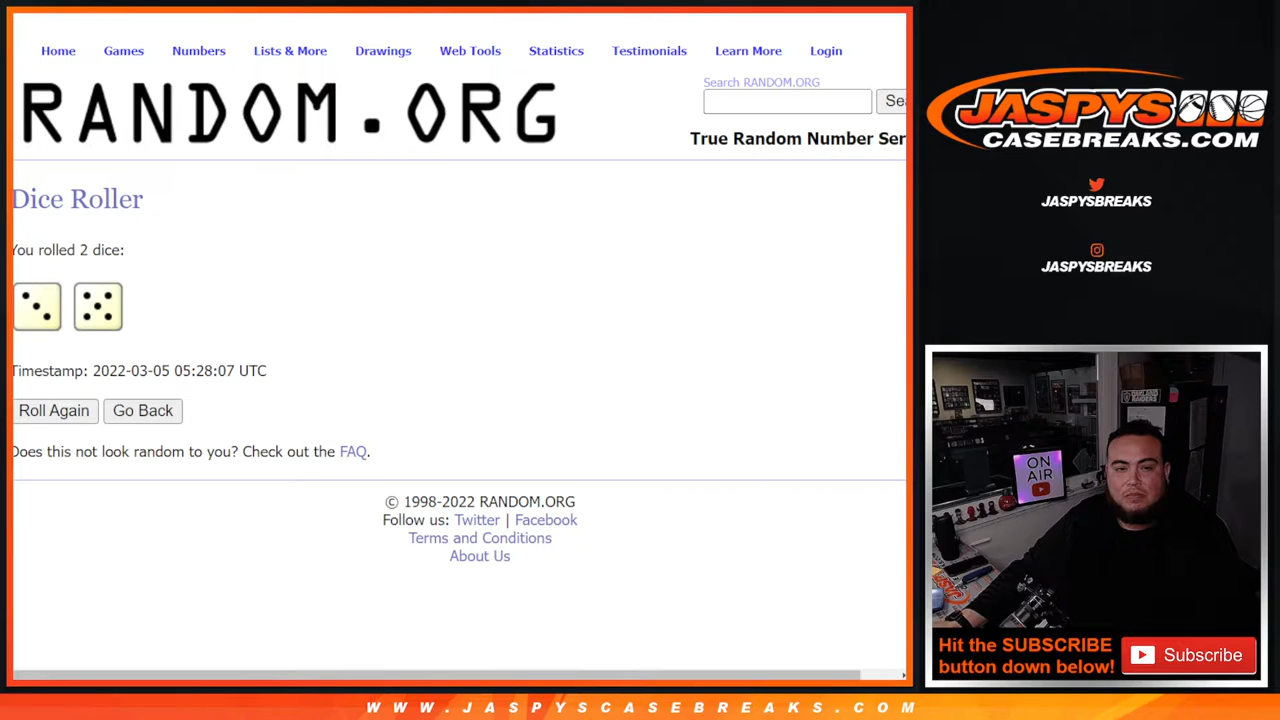 Home Games Numbers Lists & More Drawings Web Tools Statistics Testimonials Learn More Login
RANDOM.ORG
Search RANDOM.ORG
Sea
True Random Number Ser
Dice Roller
You rolled 2 dice:
Timestamp: 2022-03-05 05:28:07 UTC
Roll Again Go Back
Does this not look random to you? Check out the FAQ.
© 1998-2022 RANDOM.ORG
Follow us: Twitter | Facebook
Terms and Conditions
About Us
JASPYS
CASEBREAKS.COM
JASPYSBREAKS
JASPYSBREAKS
OAKLAND
RAIDERS
ON
AIR
Hit the SUBSCRIBE
button down below!
Subscribe
WWW.JASPYSCASEBREAKS.COM